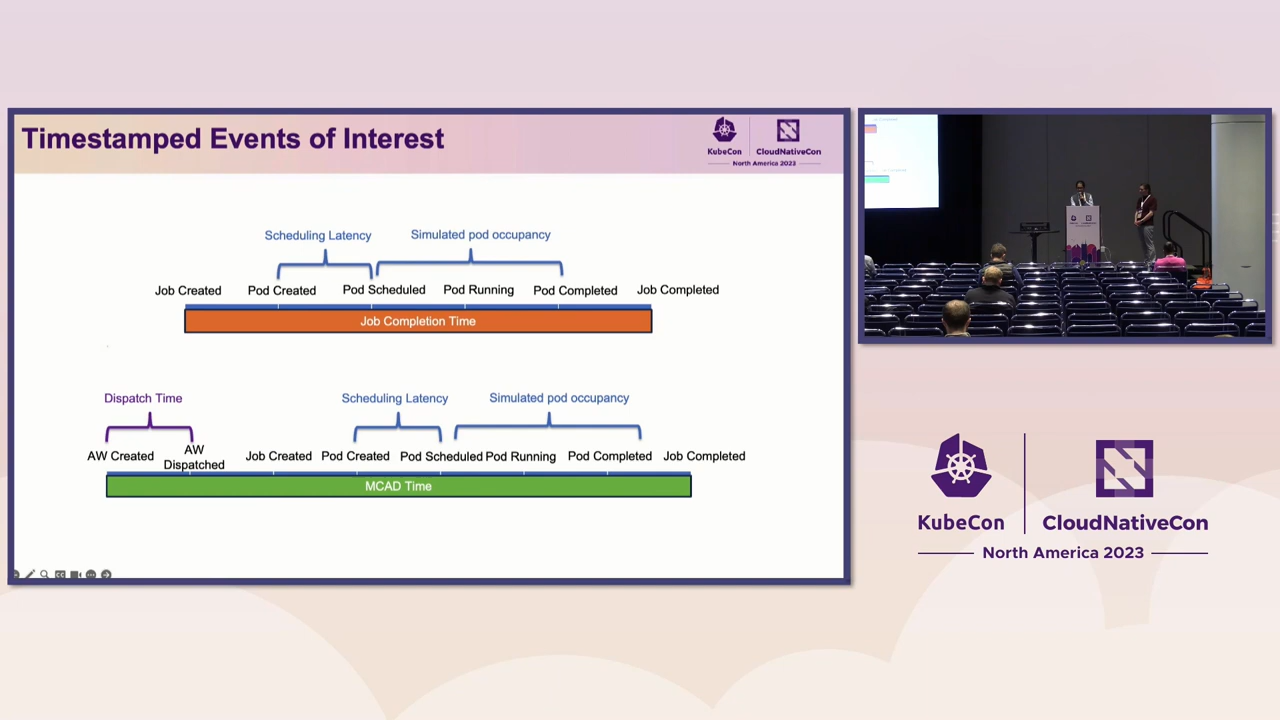 Timestamped Events of Interest
KubeCon
CloudNativeCon
North America 2023
Scheduling Latency
Simulated pod occupancy
Job Created
Pod Created
Pod Scheduled
Pod Running
Pod Completed
Job Completed
Job Completion Time
Dispatch Time
Scheduling Latency
Simulated pod occupancy
AW Created
AW
Dispatched
Job Created
Pod Created
Pod Scheduled
Pod Running
Pod Completed
Job Completed
MCAD Time
KubeCon
CloudNativeCon
North America 2023